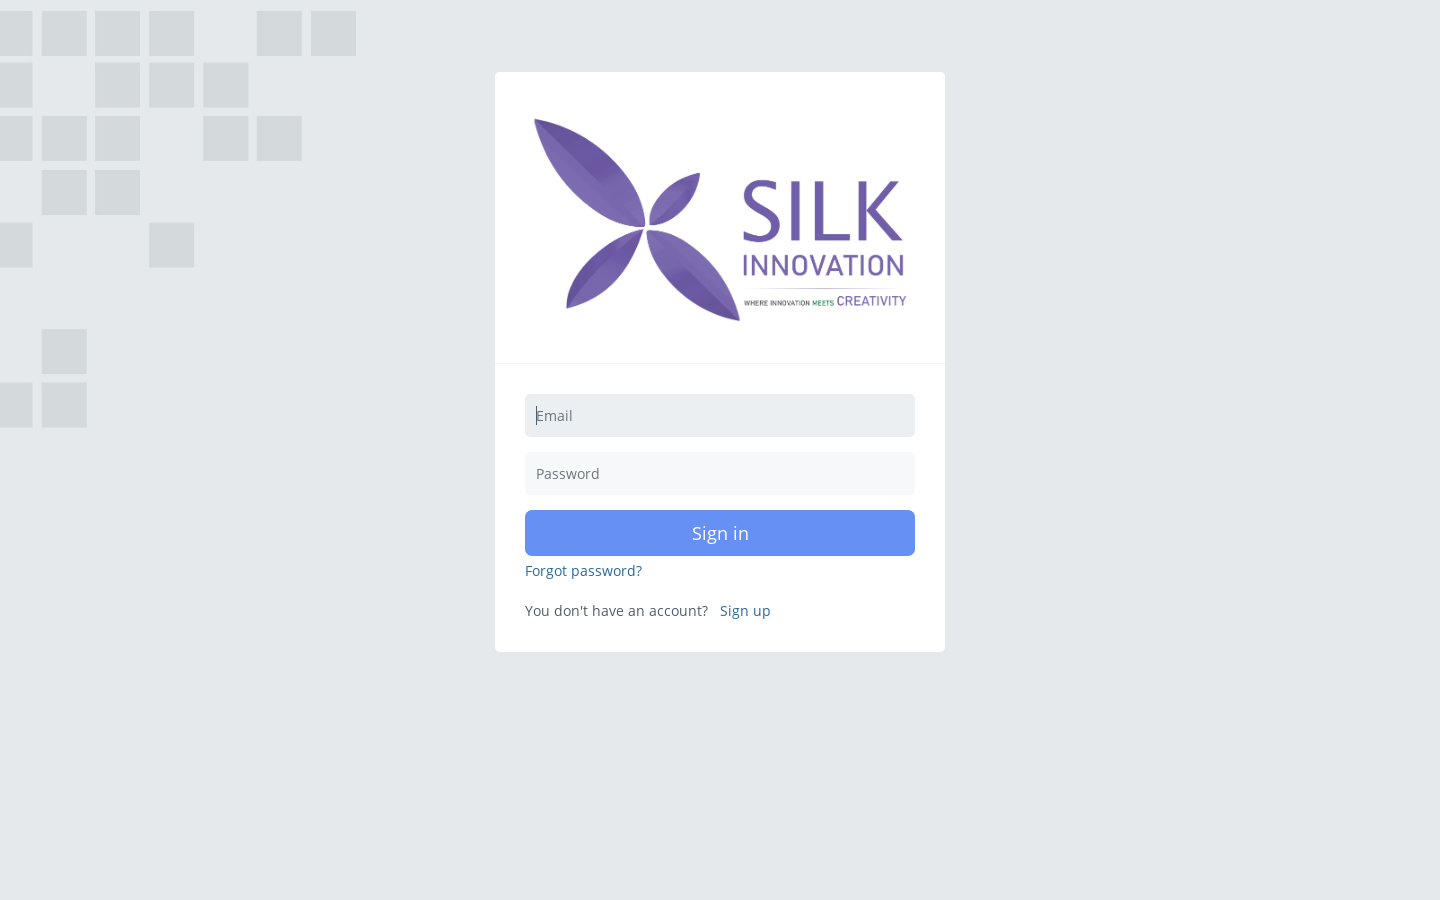 SILK
INNOVATION
WHERE INNOVATION MEETS CREATIVITY
Email
Password
Sign in
Forgot password?
You don't have an account? Sign up